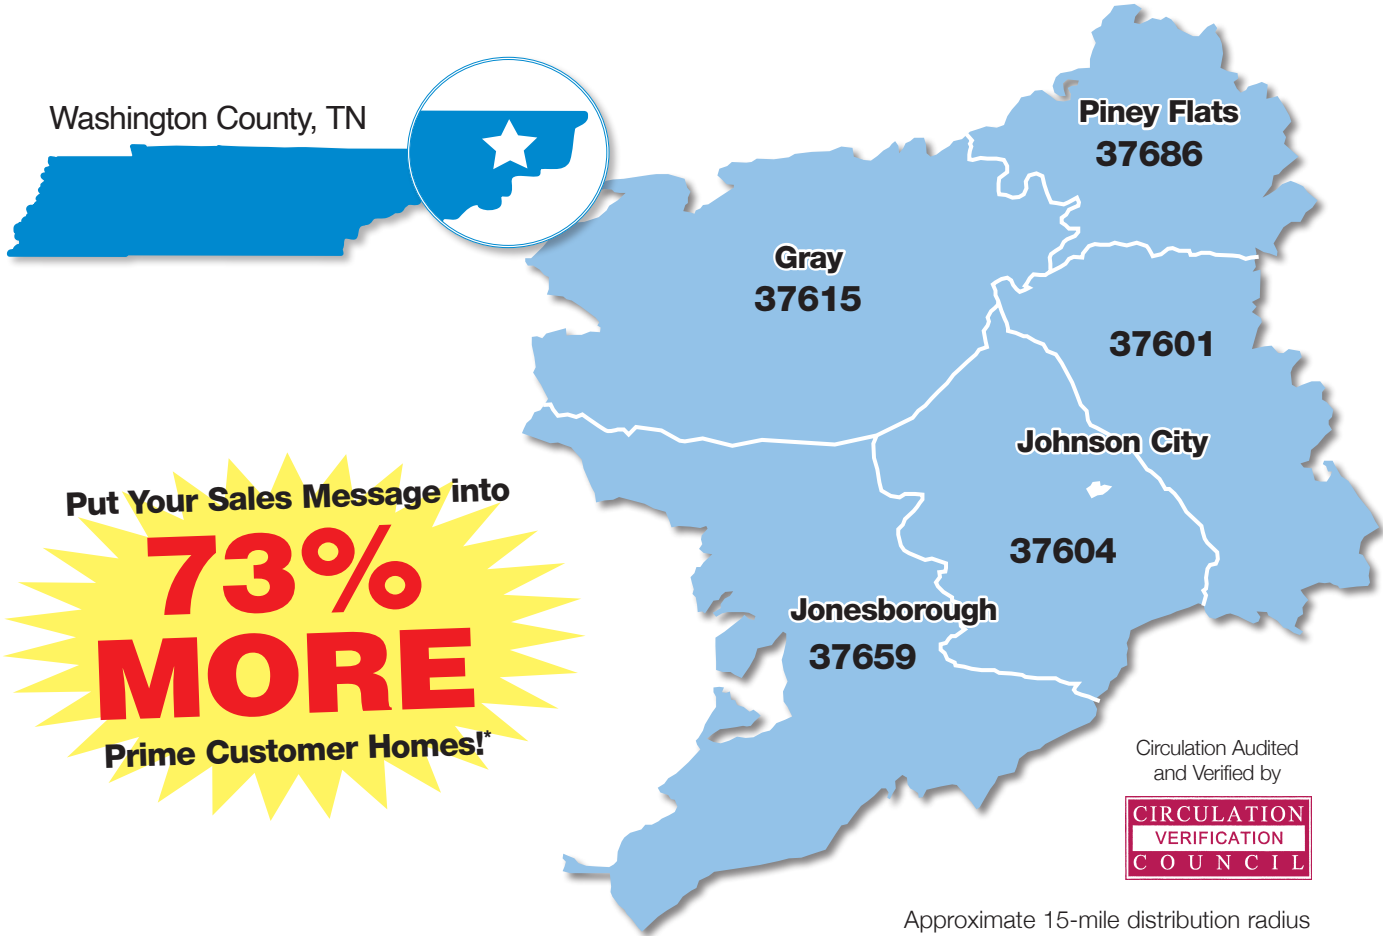 Washington County, TN
Piney Flats
37686
Gray
37615
37601
Johnson City
37604
Jonesborough
37659
Put Your Sales Message into
73%
MORE
Prime Customer Homes!*
Circulation Audited
and Verified by
CIRCULATION
VERIFICATION
COUNCIL
Approximate 15-mile distribution radius